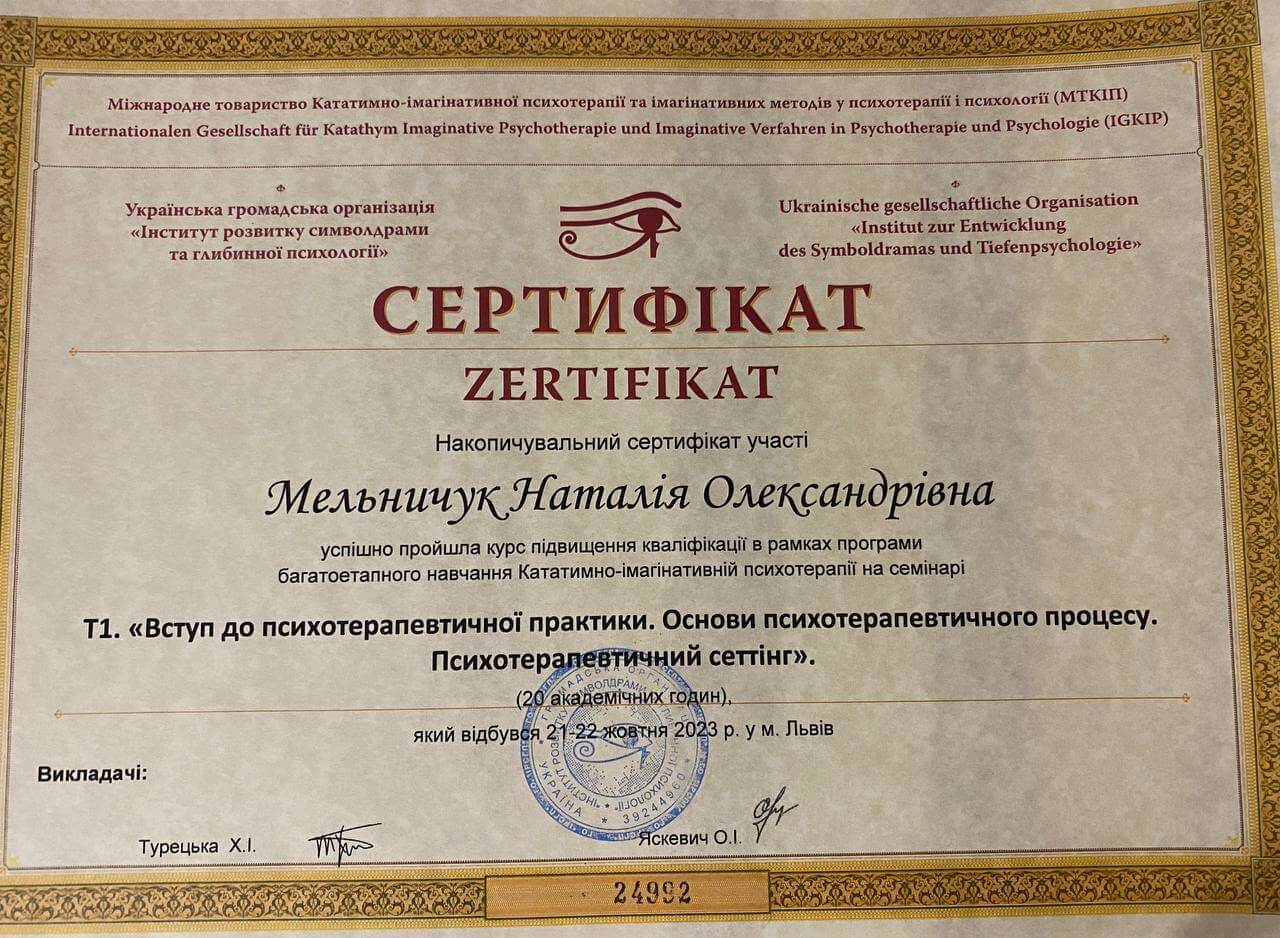 Міжнародне товариство Кататимно-імагінативної психотерапії та імагінативних методів у психотерапії і психології (МТКІП)
Internationalen Gesellschaft für Katathym Imaginative Psychotherapie und Imaginative Verfahren in Psychotherapie und Psychologie (IGKIP)
Українська громадська організація
«Інститут розвитку символдрами
та глибинної психології»
Ukrainische gesellschaftliche Organisation
«Institut zur Entwicklung
des Symboldramas und Tiefenpsychologie»
СЕРТИФІКАТ
ZERTIFIKAT
Накопичувальний сертифікат участі
Мельничук Наталія Олександрівна
успішно пройшла курс підвищення кваліфікації в рамках програми
багатоетапного навчання Кататимно-імагінативній психотерапії на семінарі
Т1. «Вступ до психотерапевтичної практики. Основи психотерапевтичного процесу.
Психотерапевтичний сеттінг».
(20 академічних годин),
який відбувся 21-22 жовтня 2023 р. у м. Львів
УКРАЇНА * 39244960 *
Викладачі:
Турецька Х.І.
Яскевич О.І.
24992